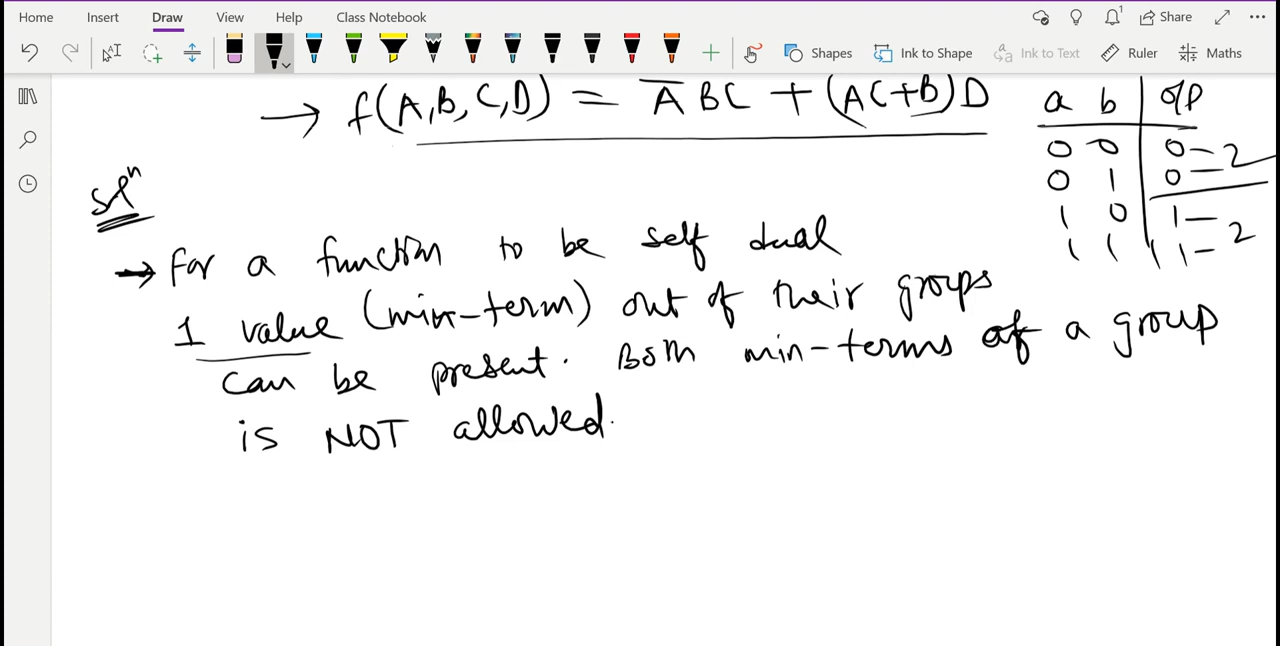 Home Insert Draw View Help Class Notebook 1 Share
Shapes Ink to Shape Ink to Text Ruler Maths
→ f(A,B,C,D) = A̅BC + (AC+B)D
a b o/p
0 0 0 – 2
0 1 0
1 0 1 –
1 1 1 – 2
Solⁿ
→ For a function to be self dual
1 value (min-term) out of their groups
can be present. Both min-terms of a group
is NOT allowed.